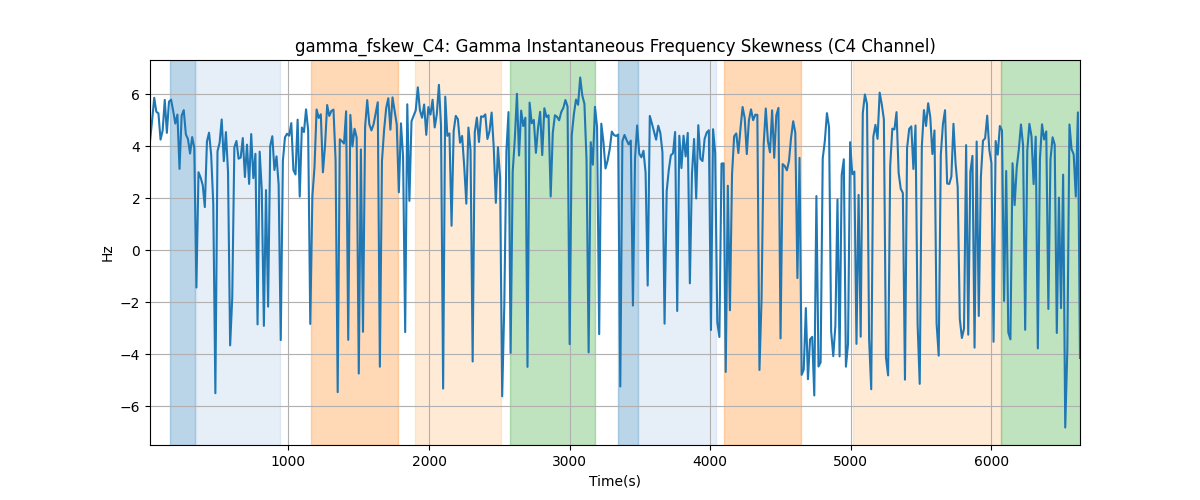 gamma_fskew_C4: Gamma Instantaneous Frequency Skewness (C4 Channel)
6
4
2
0
−2
−4
−6
Hz
1000 2000 3000 4000 5000 6000
Time(s)